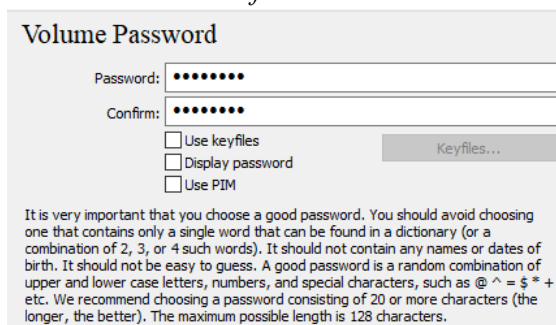 Volume Password
Password: ●●●●●●●●
Confirm: ●●●●●●●●
Use keyfiles
Keyfiles...
Display password
Use PIM
It is very important that you choose a good password. You should avoid choosing
one that contains only a single word that can be found in a dictionary (or a
combination of 2, 3, or 4 such words). It should not contain any names or dates of
birth. It should not be easy to guess. A good password is a random combination of
upper and lower case letters, numbers, and special characters, such as @ ^ = $ * +
etc. We recommend choosing a password consisting of 20 or more characters (the
longer, the better). The maximum possible length is 128 characters.